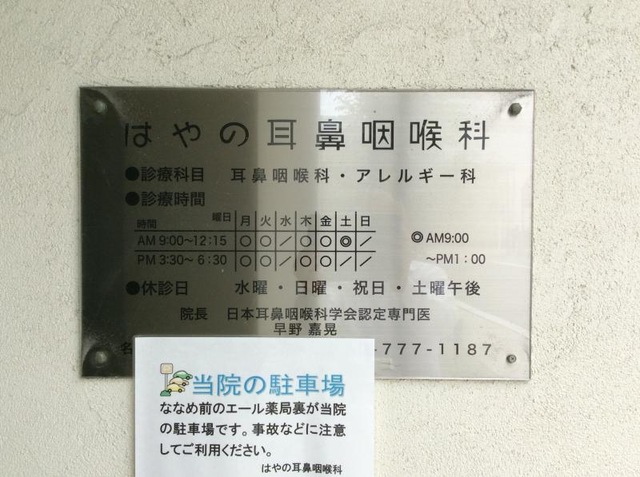 はやの耳鼻咽喉科
●診療科目 耳鼻咽喉科・アレルギー科
●診療時間
時間 曜日 月 火 水 木 金 土 日
AM 9:00~12:15 ○ ○ ／ ○ ○ ◎ ／ ◎AM9:00
PM 3:30~ 6:30 ○ ○ ／ ○ ○ ／ ／ ~PM1:00
●休診日 水曜・日曜・祝日・土曜午後
院長 日本耳鼻咽喉科学会認定専門医
早野 嘉晃
-777-1187
当院の駐車場
ななめ前のエール薬局裏が当院
の駐車場です。事故などに注意
してご利用ください。
はやの耳鼻咽喉科